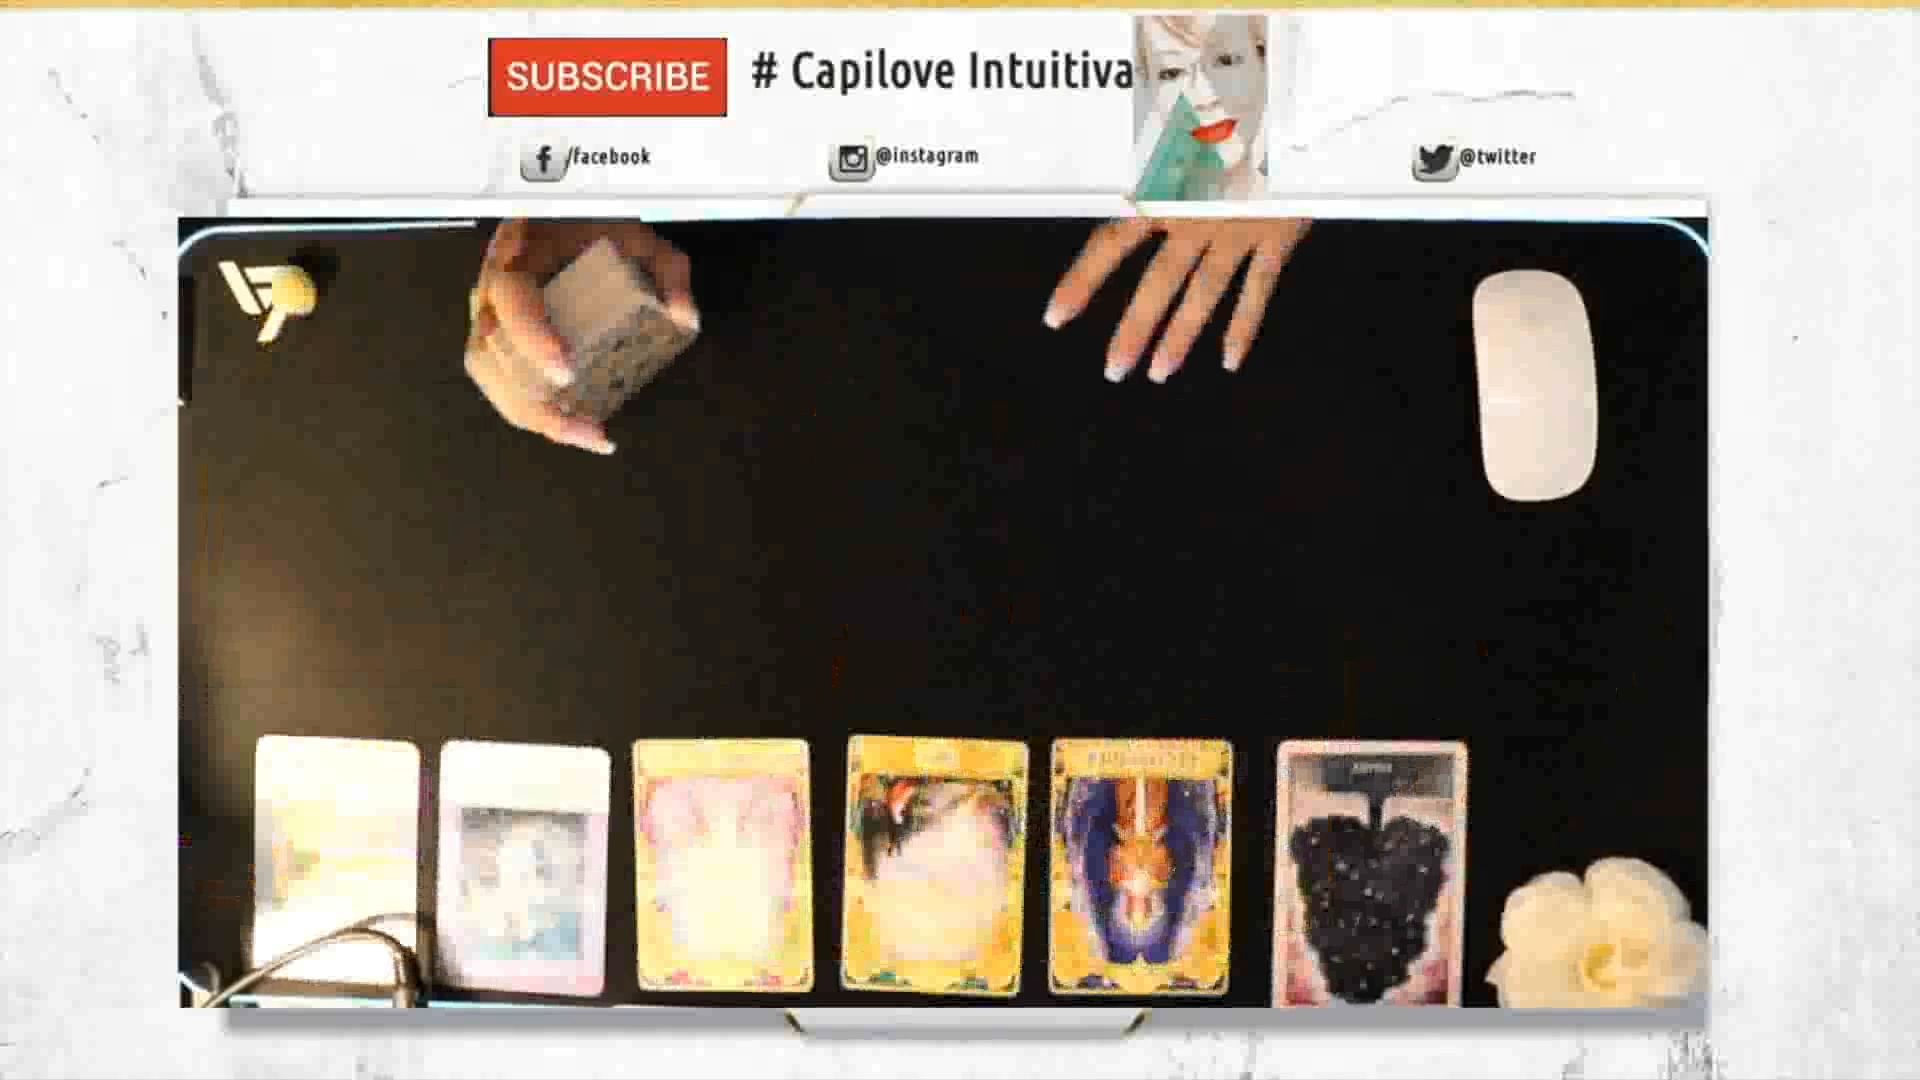 SUBSCRIBE
# Capilove Intuitiva
/facebook
@instagram
@twitter